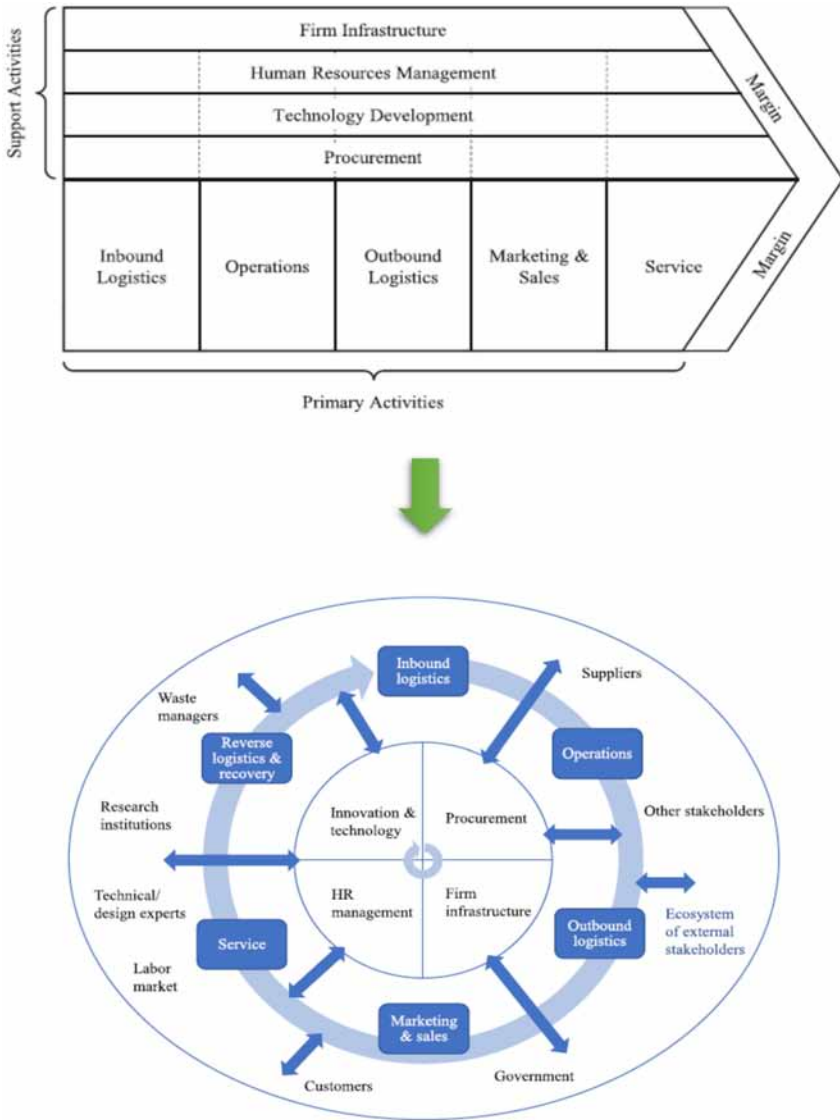 Support Activities
Firm Infrastructure
Human Resources Management
Technology Development
Procurement
Margin
Margin
Inbound
Logistics
Operations
Outbound
Logistics
Marketing &
Sales
Service
Primary Activities
Inbound
logistics
Suppliers
Waste
managers
Reverse
logistics &
recovery
Operations
Research
institutions
Innovation &
technology
Procurement
Other stakeholders
HR
management
Firm
infrastructure
Technical/
design experts
Service
Outbound
logistics
Ecosystem
of external
stakeholders
Labor
market
Marketing
& sales
Customers
Government